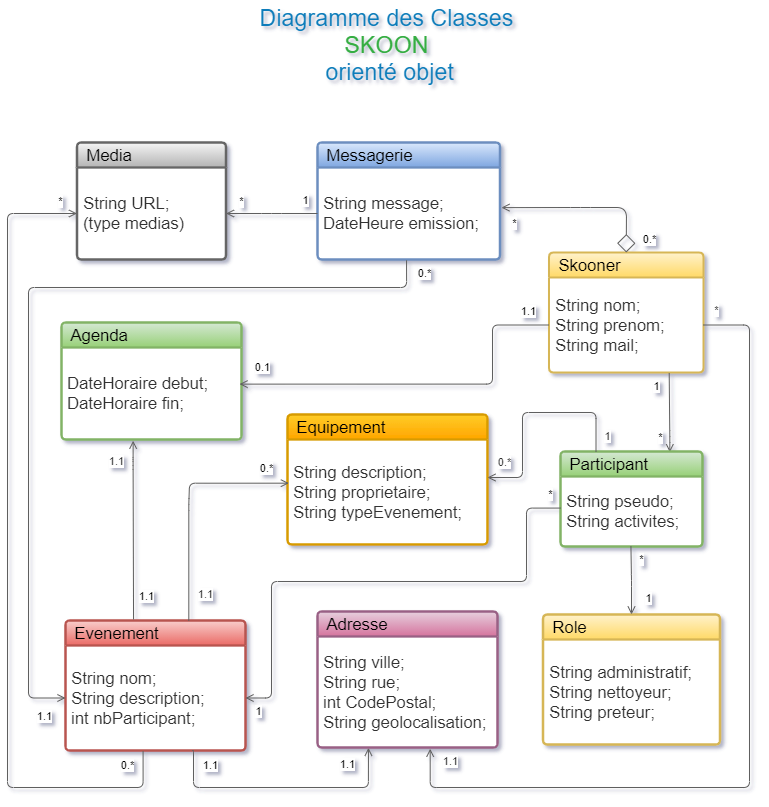 Diagramme des Classes
SKOON
orienté objet
Media
String URL;
(type medias)
Messagerie
String message;
DateHeure emission;
*
*
1
*
0.*
0.*
Skooner
String nom;
String prenom;
String mail;
1.1
*
Agenda
DateHoraire debut;
DateHoraire fin;
0.1
1
*
1.1
Equipement
String description;
String proprietaire;
String typeEvenement;
0.*
0.*
1
Participant
String pseudo;
String activites;
*
*
1
1.1
1.1
Evenement
String nom;
String description;
int nbParticipant;
1.1
1
0.*
1.1
Adresse
String ville;
String rue;
int CodePostal;
String geolocalisation;
1.1
1.1
Role
String administratif;
String nettoyeur;
String preteur;